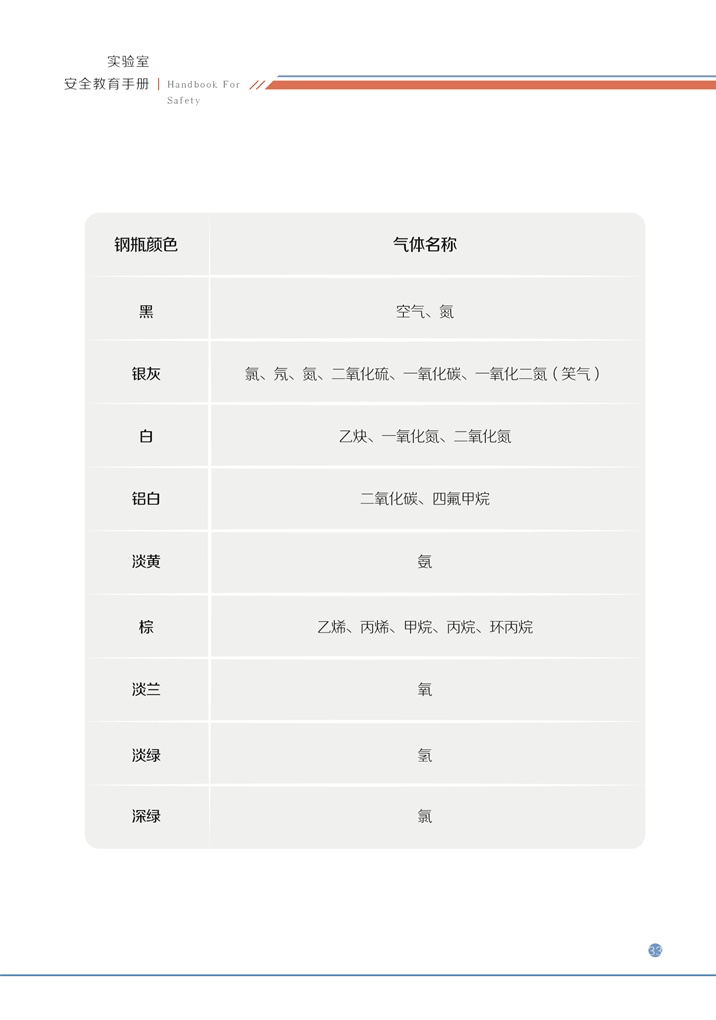 实验室
安全教育手册 | Handbook For
Safety
钢瓶颜色 气体名称
黑 空气、氮
银灰 氯、氖、氮、二氧化硫、一氧化碳、一氧化二氮（笑气）
白 乙炔、一氧化氮、二氧化氮
铝白 二氧化碳、四氟甲烷
淡黄 氨
棕 乙烯、丙烯、甲烷、丙烷、环丙烷
淡兰 氧
淡绿 氢
深绿 氯
33